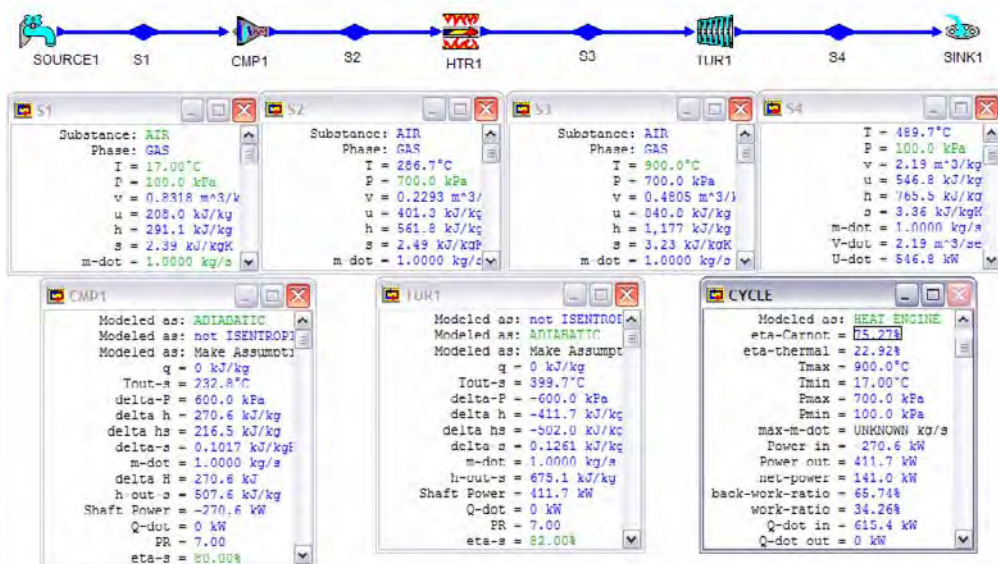 SOURCE1
S1
CMP1
S2
HTR1
S3
TUR1
S4
SINK1
S1
Substance: AIR
Phase: GAS
T = 17.00°C
P = 100.0 kPa
v = 0.8318 m^3/k
u = 208.0 kJ/kg
h = 291.1 kJ/kg
s = 2.39 kJ/kgK
m-dot = 1.0000 kg/s
S2
Substance: AIR
Phase: GAS
T = 286.7°C
P = 700.0 kPa
v = 0.2293 m^3/
u = 401.3 kJ/kg
h = 561.8 kJ/kg
s = 2.49 kJ/kgK
m-dot = 1.0000 kg/s
S3
Substance: AIR
Phase: GAS
T = 900.0°C
P = 700.0 kPa
v = 0.4805 m^3/
u = 840.8 kJ/kg
h = 1,177 kJ/kg
s = 3.23 kJ/kgK
m-dot = 1.0000 kg/s
S4
T = 489.7°C
P = 100.0 kPa
v = 2.19 m^3/kg
u = 546.8 kJ/kg
h = 765.5 kJ/kg
s = 3.36 kJ/kgK
m-dot = 1.0000 kg/s
V-dot = 2.19 m^3/se
U-dot = 546.8 kW
CMP1
Modeled as: ADIABATIC
Modeled as: not ISENTROPI
Modeled as: Make Assumpti
q = 0 kJ/kg
Tout-s = 232.8°C
delta-P = 600.0 kPa
delta h = 270.6 kJ/kg
delta hs = 216.5 kJ/kg
delta-s = 0.1017 kJ/kgK
m-dot = 1.0000 kg/s
delta H = 270.6 kJ
h-out-s = 507.6 kJ/kg
Shaft Power = -270.6 kW
Q-dot = 0 kW
PR = 7.00
eta-s = 80.00%
TUR1
Modeled as: not ISENTROPI
Modeled as: ADIABATIC
Modeled as: Make Assumpt
q = 0 kJ/kg
Tout-s = 399.7°C
delta-P = -600.0 kPa
delta h = -411.7 kJ/kg
delta hs = -502.0 kJ/kg
delta-s = 0.1261 kJ/kg
m-dot = 1.0000 kg/s
h-out-s = 675.1 kJ/kg
Shaft Power = 411.7 kW
Q-dot = 0 kW
PR = 7.00
eta-s = 82.00%
CYCLE
Modeled as: HEAT ENGINE
eta-Carnot = 75.27%
eta-thermal = 22.92%
Tmax = 900.0°C
Tmin = 17.00°C
Pmax = 700.0 kPa
Pmin = 100.0 kPa
max-m-dot = UNKNOWN kg/s
Power in = -270.6 kW
Power out = 411.7 kW
net-power = 141.0 kW
back-work-ratio = 65.74%
work-ratio = 34.26%
Q-dot in = 615.4 kW
Q-dot out = 0 kW